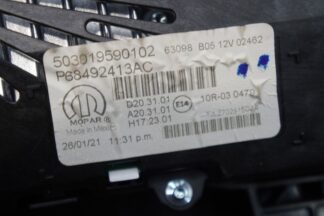 503019590102 63098 B05 12V 02462
P68492413AC
MOPAR
Made in Mexico
D20.31.01
A20.31.01 E14 10R-03 0472
H17:23.01
26/01/21 11:31 p.m.